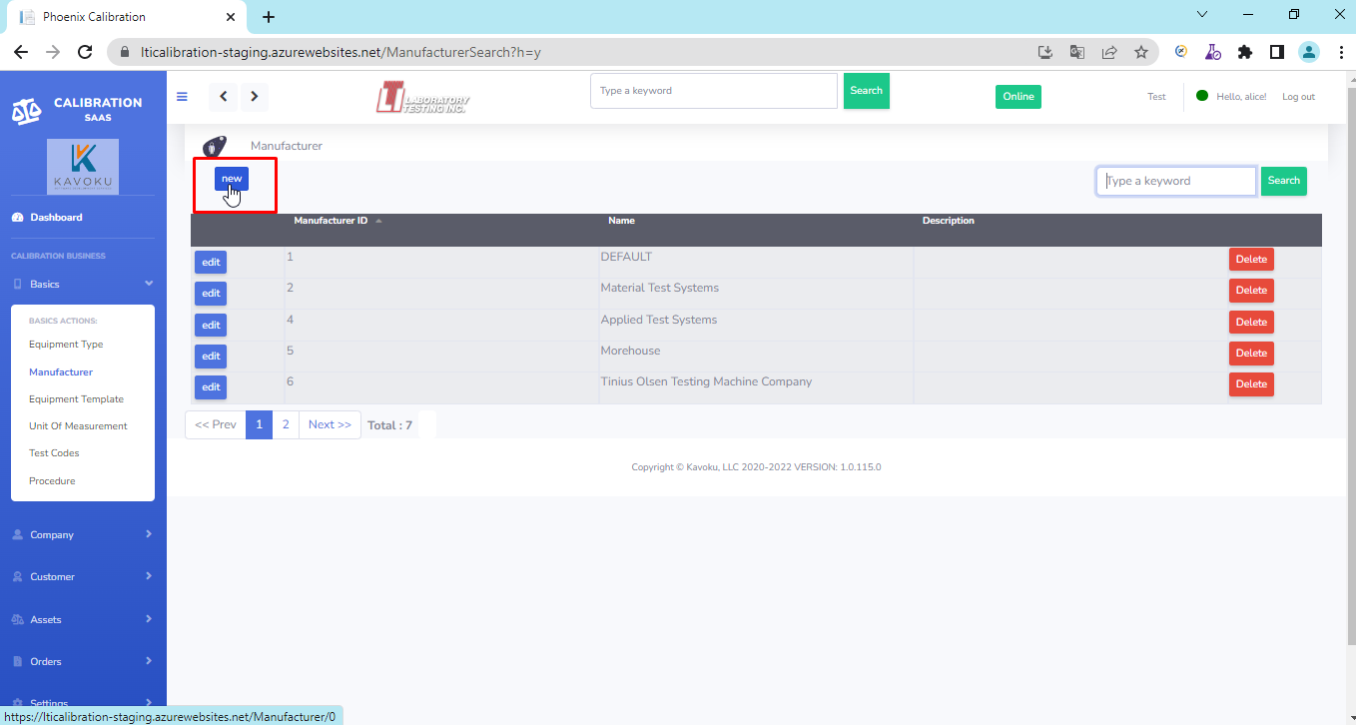 Phoenix Calibration
lticalibration-staging.azurewebsites.net/ManufacturerSearch?h=y
CALIBRATION
SAAS
KAVOKU
Dashboard
CALIBRATION BUSINESS
Basics
BASICS ACTIONS:
Equipment Type
Manufacturer
Equipment Template
Unit Of Measurement
Test Codes
Procedure
Company
Customer
Assets
Orders
Settings
LT LABORATORY
TESTING INC.
Type a keyword
Search
Online
Test
Hello, alice!
Log out
Manufacturer
new
Type a keyword
Search
Manufacturer ID Name Description
edit 1 DEFAULT Delete
edit 2 Material Test Systems Delete
edit 4 Applied Test Systems Delete
edit 5 Morehouse Delete
edit 6 Tinius Olsen Testing Machine Company Delete
<< Prev 1 2 Next >> Total : 7
Copyright © Kavoku, LLC 2020-2022 VERSION: 1.0.115.0
https://lticalibration-staging.azurewebsites.net/Manufacturer/0